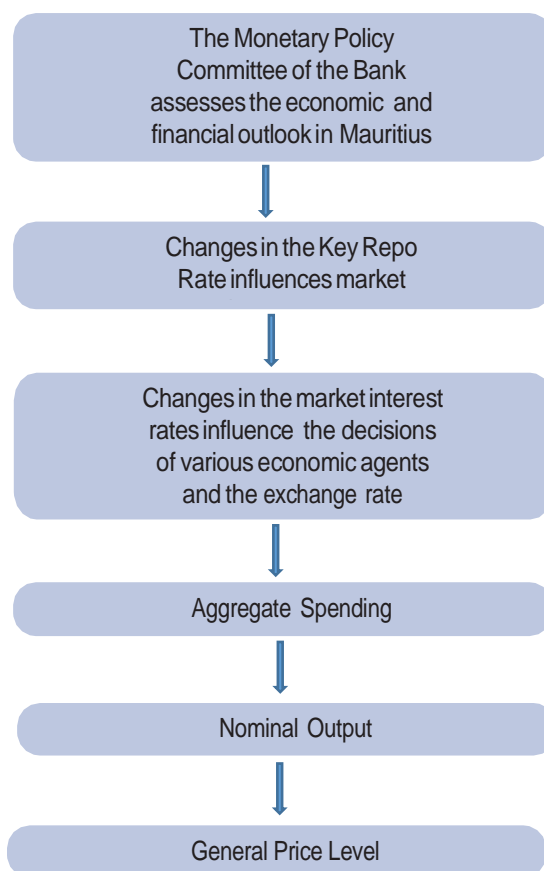 The Monetary Policy
Committee of the Bank
assesses the economic and
financial outlook in Mauritius
Changes in the Key Repo
Rate influences market
Changes in the market interest
rates influence the decisions
of various economic agents
and the exchange rate
Aggregate Spending
Nominal Output
General Price Level